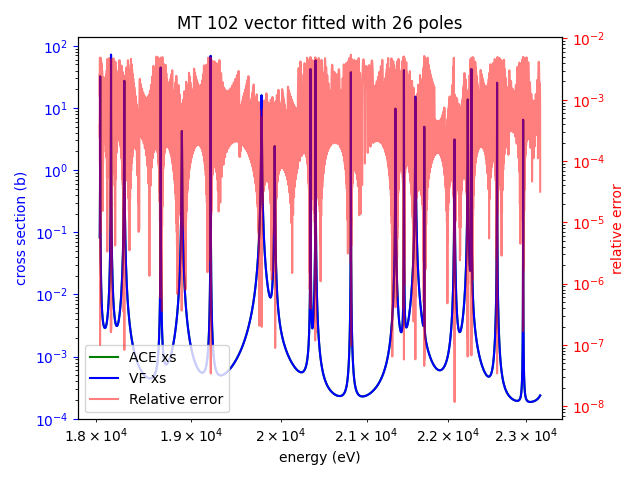 MT 102 vector fitted with 26 poles
10²
10¹
10⁰
10⁻¹
10⁻²
10⁻³
10⁻⁴
cross section (b)
10⁻²
10⁻³
10⁻⁴
10⁻⁵
10⁻⁶
10⁻⁷
10⁻⁸
relative error
ACE xs
VF xs
Relative error
1.8 × 10⁴ 1.9 × 10⁴ 2 × 10⁴ 2.1 × 10⁴ 2.2 × 10⁴ 2.3 × 10⁴
energy (eV)